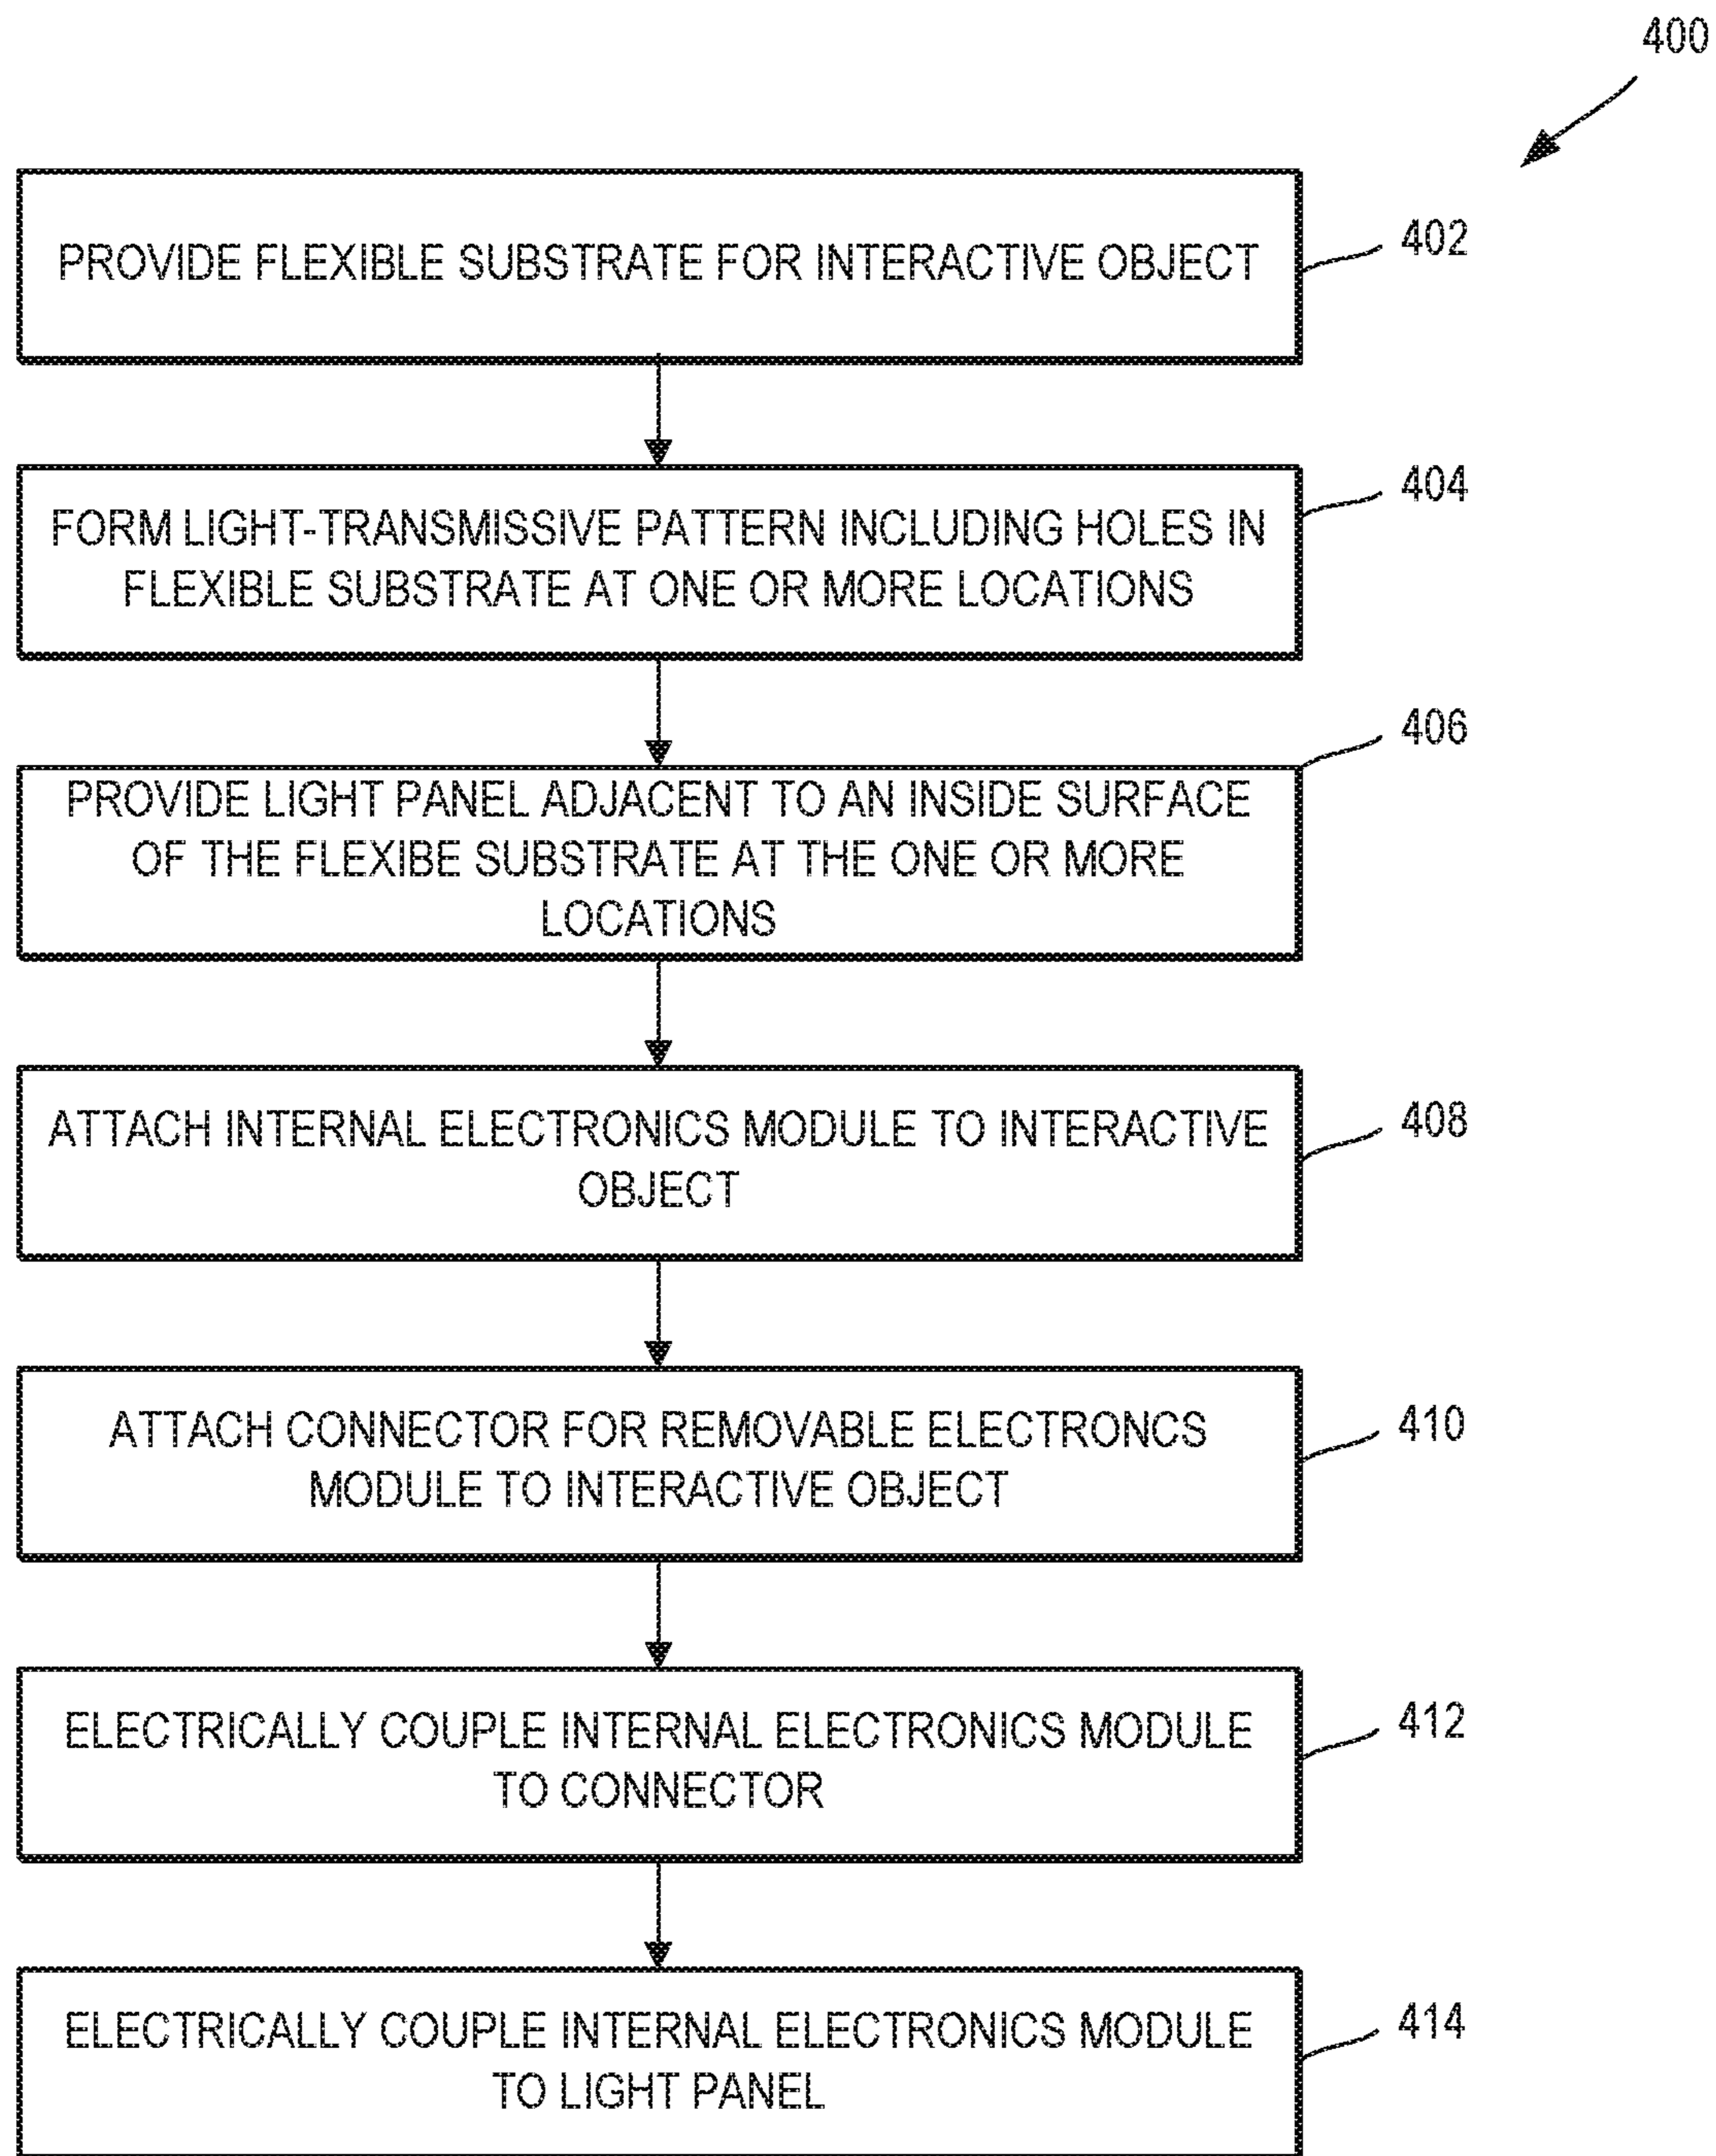 400
PROVIDE FLEXIBLE SUBSTRATE FOR INTERACTIVE OBJECT
402
FORM LIGHT-TRANSMISSIVE PATTERN INCLUDING HOLES IN
FLEXIBLE SUBSTRATE AT ONE OR MORE LOCATIONS
404
PROVIDE LIGHT PANEL ADJACENT TO AN INSIDE SURFACE
OF THE FLEXIBE SUBSTRATE AT THE ONE OR MORE
LOCATIONS
406
ATTACH INTERNAL ELECTRONICS MODULE TO INTERACTIVE
OBJECT
408
ATTACH CONNECTOR FOR REMOVABLE ELECTRONCS
MODULE TO INTERACTIVE OBJECT
410
ELECTRICALLY COUPLE INTERNAL ELECTRONICS MODULE
TO CONNECTOR
412
ELECTRICALLY COUPLE INTERNAL ELECTRONICS MODULE
TO LIGHT PANEL
414